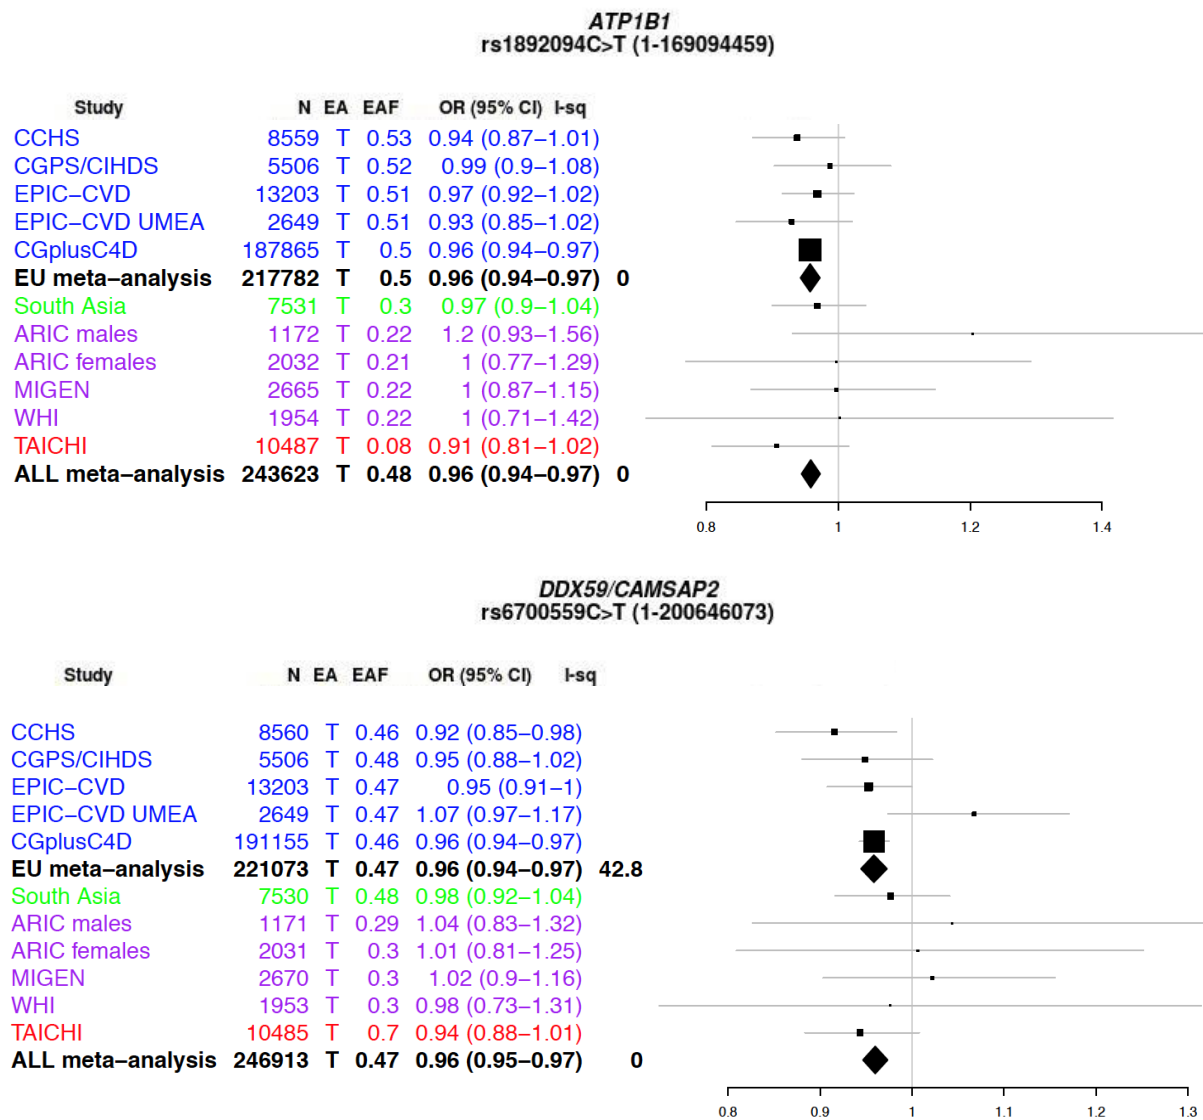 ATP1B1
rs1892094C>T (1-169094459)
Study N EA EAF OR (95% CI) I-sq
CCHS 8559 T 0.53 0.94 (0.87−1.01)
CGPS/CIHDS 5506 T 0.52 0.99 (0.9−1.08)
EPIC−CVD 13203 T 0.51 0.97 (0.92−1.02)
EPIC−CVD UMEA 2649 T 0.51 0.93 (0.85−1.02)
CGplusC4D 187865 T 0.5 0.96 (0.94−0.97)
EU meta−analysis 217782 T 0.5 0.96 (0.94−0.97) 0
South Asia 7531 T 0.3 0.97 (0.9−1.04)
ARIC males 1172 T 0.22 1.2 (0.93−1.56)
ARIC females 2032 T 0.21 1 (0.77−1.29)
MIGEN 2665 T 0.22 1 (0.87−1.15)
WHI 1954 T 0.22 1 (0.71−1.42)
TAICHI 10487 T 0.08 0.91 (0.81−1.02)
ALL meta−analysis 243623 T 0.48 0.96 (0.94−0.97) 0
0.8 1 1.2 1.4
DDX59/CAMSAP2
rs6700559C>T (1-200646073)
Study N EA EAF OR (95% CI) I-sq
CCHS 8560 T 0.46 0.92 (0.85−0.98)
CGPS/CIHDS 5506 T 0.48 0.95 (0.88−1.02)
EPIC−CVD 13203 T 0.47 0.95 (0.91−1)
EPIC−CVD UMEA 2649 T 0.47 1.07 (0.97−1.17)
CGplusC4D 191155 T 0.46 0.96 (0.94−0.97)
EU meta−analysis 221073 T 0.47 0.96 (0.94−0.97) 42.8
South Asia 7530 T 0.48 0.98 (0.92−1.04)
ARIC males 1171 T 0.29 1.04 (0.83−1.32)
ARIC females 2031 T 0.3 1.01 (0.81−1.25)
MIGEN 2670 T 0.3 1.02 (0.9−1.16)
WHI 1953 T 0.3 0.98 (0.73−1.31)
TAICHI 10485 T 0.7 0.94 (0.88−1.01)
ALL meta−analysis 246913 T 0.47 0.96 (0.95−0.97) 0
0.8 0.9 1 1.1 1.2 1.3